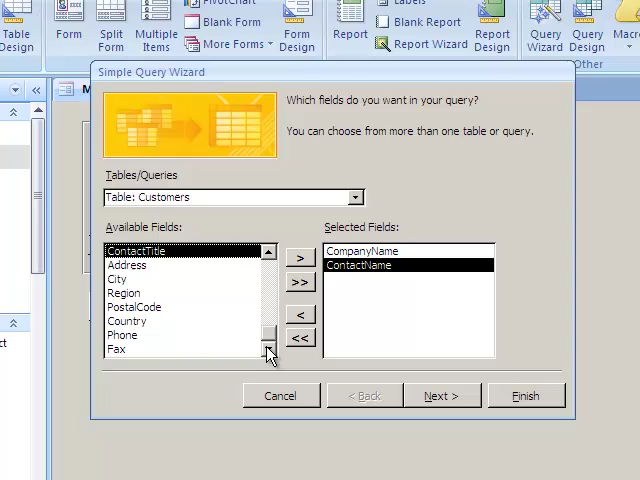 PivotChart
Labels
Table Design
Form
Split Form
Multiple Items
Blank Form
More Forms
Form Design
Report
Blank Report
Report Wizard
Report Design
Query Wizard
Query Design
Macro
Other
Simple Query Wizard
Which fields do you want in your query?
You can choose from more than one table or query.
Tables/Queries
Table: Customers
Available Fields:
ContactTitle
Address
City
Region
PostalCode
Country
Phone
Fax
>
>>
<
<<
Selected Fields:
CompanyName
ContactName
Cancel
< Back
Next >
Finish